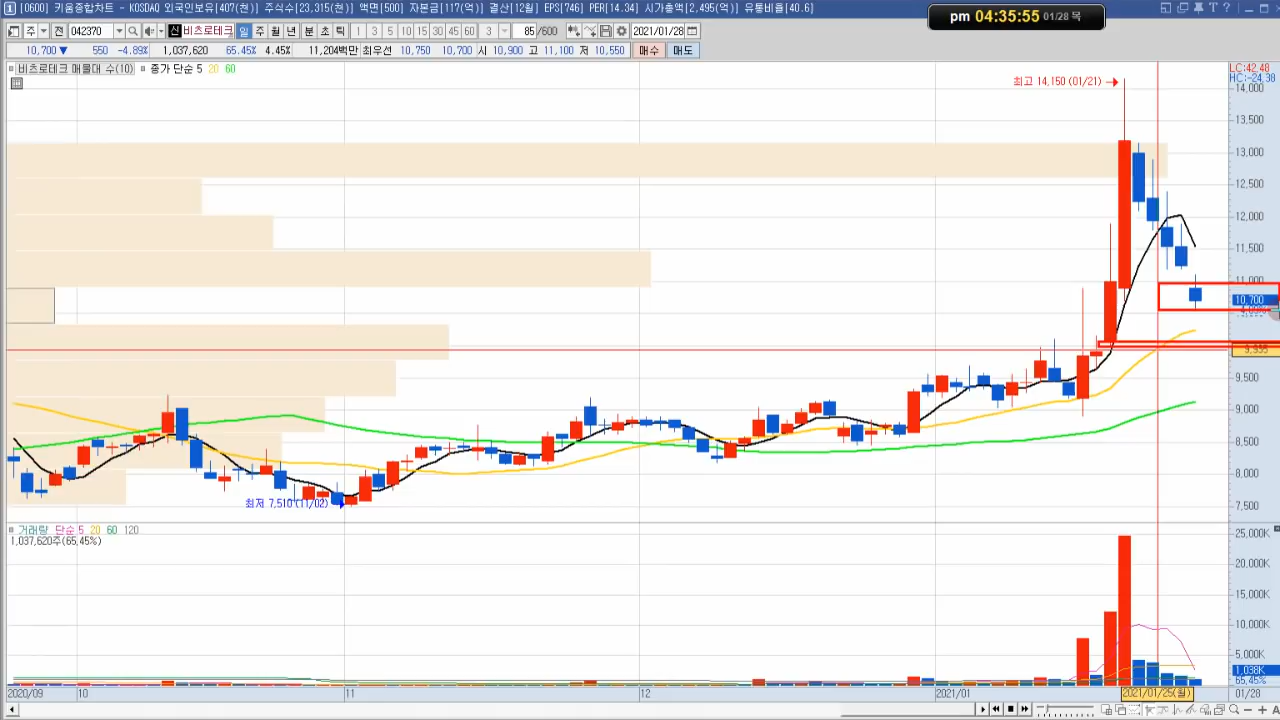 [0600] 키움종합차트 - KOSDAQ 외국인보유[407(천)] 주식수[23,315(천)] 액면[500] 자본금[117(억)] 결산[12월] EPS[746] PER[14.34] 시가총액[2,495(억)] 유통비율[40.6]
pm 04:35:55 01/28 목
주 전 042370 신 비츠로테크 일 주 월 년 분 초 틱 1 3 5 10 15 30 45 60 3 85 /600 2021/01/28
10,700 ▼ 550 -4.89% 1,037,620 65.45% 4.45% 11,204백만 최우선 10,750 10,700 시 10,900 고 11,100 저 10,550 매수 매도
비츠로테크 매물대 수(10) 종가 단순 5 20 60
LC:42.48
HC:-24.38
최고 14,150 (01/21)
14,000
13,500
13,000
12,500
12,000
11,500
11,000
10,700
9,500
9,000
8,500
8,000
최저 7,510 (11/02)
7,500
거래량 단순 5 20 60 120
1,037,620주(65.45%)
25,000K
20,000K
15,000K
10,000K
5,000K
1,038K
65.45%
2020/09 10 11 12 2021/01 2021/01/25(월) 01/28